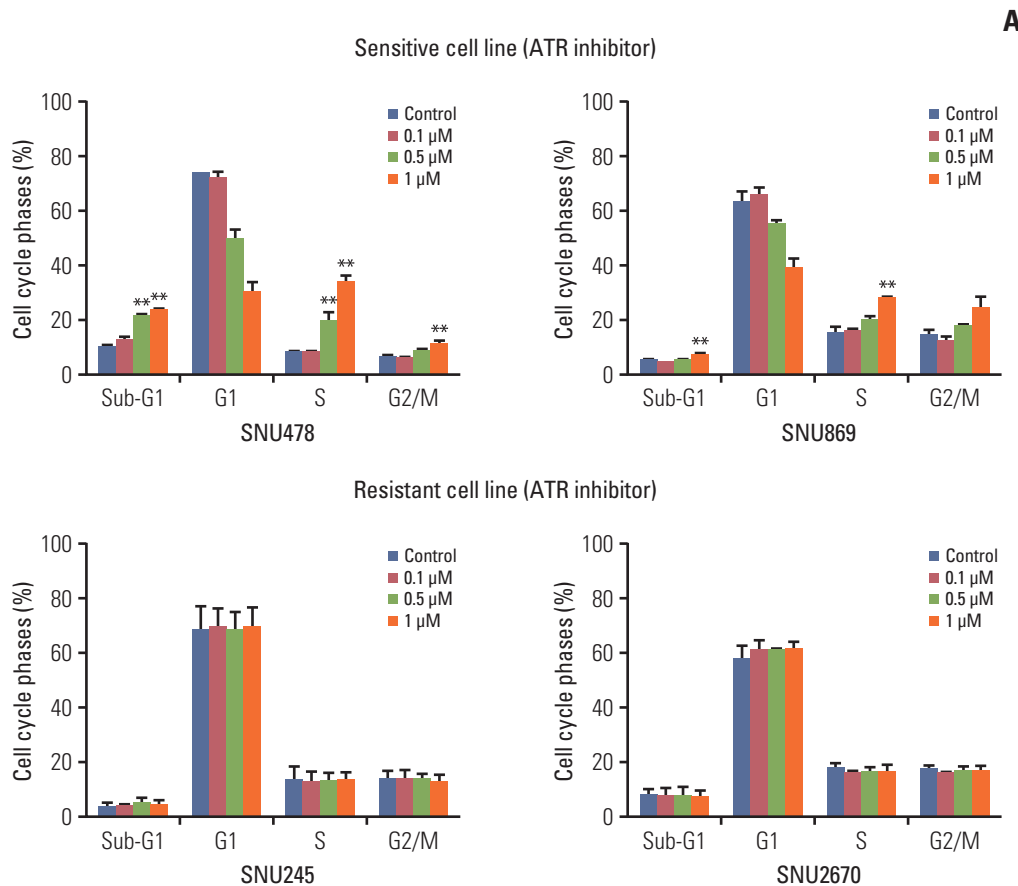 A
Sensitive cell line (ATR inhibitor)
Cell cycle phases (%)
100
80
60
40
20
0
Control
0.1 µM
0.5 µM
1 µM
** **
** **
**
Sub-G1 G1 S G2/M
SNU478
Cell cycle phases (%)
100
80
60
40
20
0
Control
0.1 µM
0.5 µM
1 µM
**
**
Sub-G1 G1 S G2/M
SNU869
Resistant cell line (ATR inhibitor)
Cell cycle phases (%)
100
80
60
40
20
0
Control
0.1 µM
0.5 µM
1 µM
Sub-G1 G1 S G2/M
SNU245
Cell cycle phases (%)
100
80
60
40
20
0
Control
0.1 µM
0.5 µM
1 µM
Sub-G1 G1 S G2/M
SNU2670